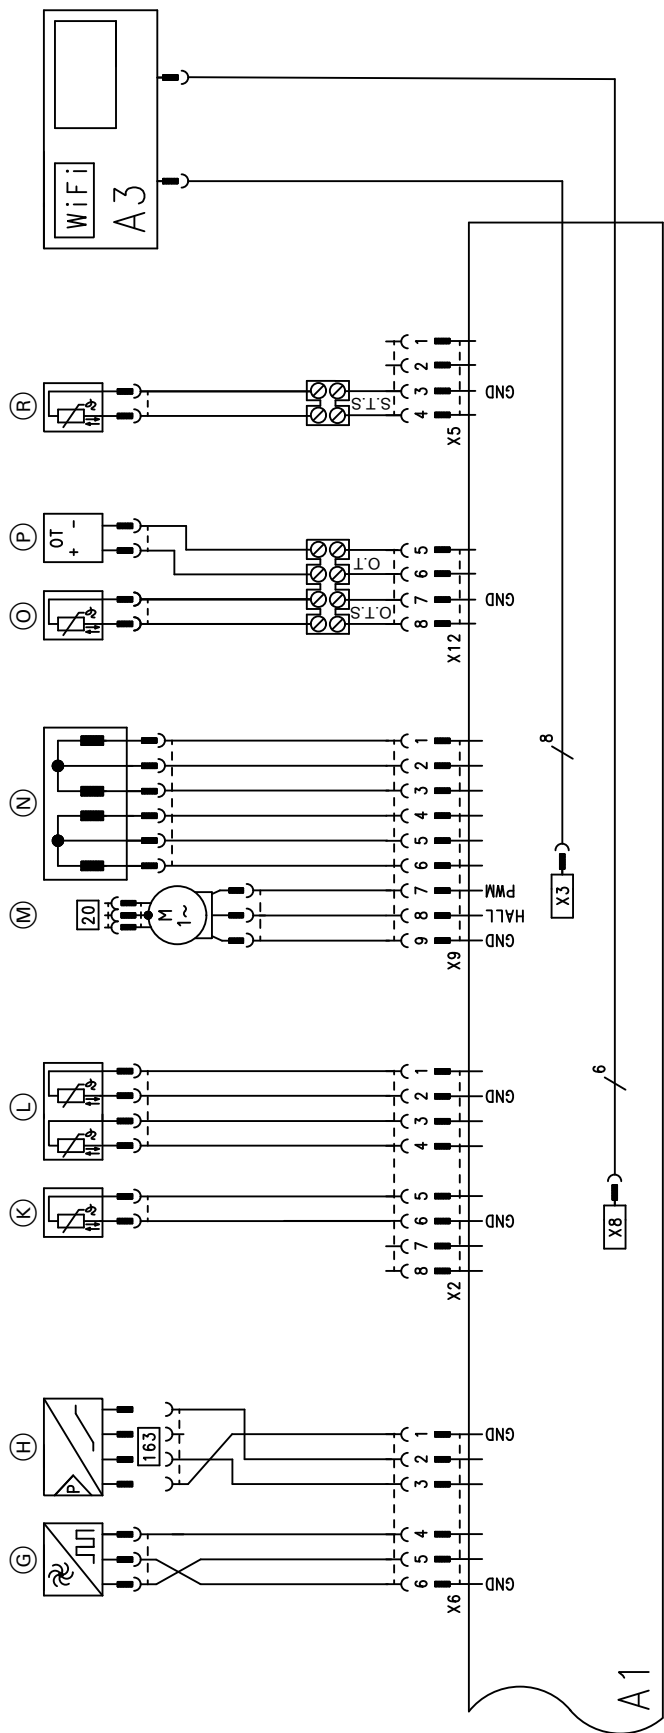 WiFi
A3
R
1
2
3
4
GND
S.T.S
X5
P
OT
+ -
O
5
6
7
8
O.T
O.T.S
GND
X12
N
1
2
3
4
5
6
7
8
9
PWM
HALL
GND
X9
M
20
M
1~
8
X3
L
1
2
3
4
GND
K
5
6
7
8
GND
X2
6
X8
H
P
163
1
2
3
GND
G
4
5
6
GND
X6
A1